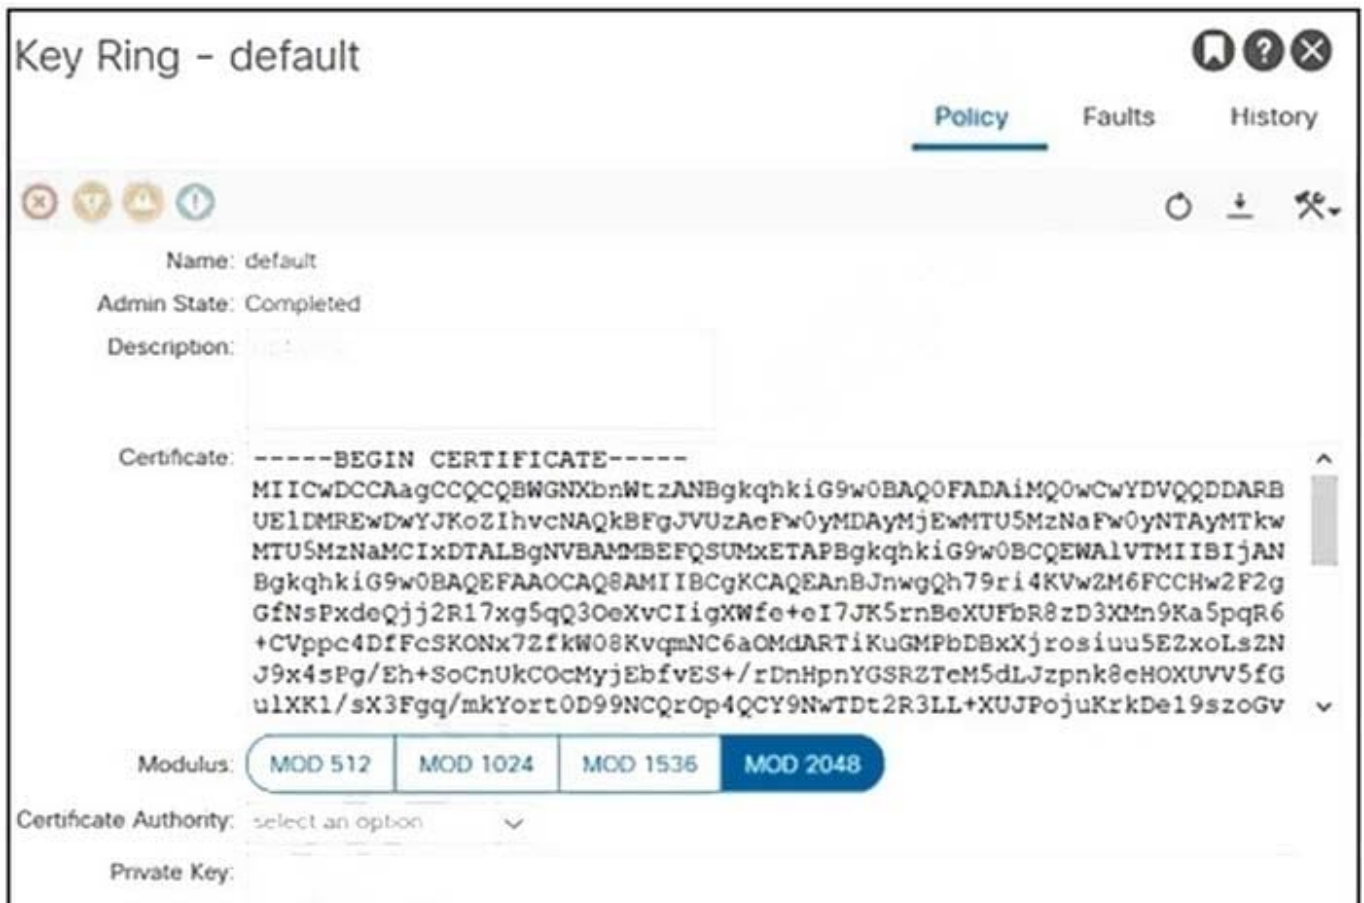 Key Ring - default
Policy Faults History
Name: default
Admin State: Completed
Description:
Certificate: -----BEGIN CERTIFICATE-----
MIICwDCCAagCCQCQBWGNXbnWtzANBgkqhkiG9w0BAQ0FADAiMQ0wCwYDVQQDDARB
UE1DMREwDwYJKoZIhvcNAQkBFgJVUzAeFw0yMDAyMjEwMTU5MzNaFw0yNTAyMTkw
MTU5MzNaMCIxDTALBgNVBAMMBEFQSUMxETAPBgkqhkiG9w0BCQEWAlVTMIIBIjAN
BgkqhkiG9w0BAQEFAAOCAQ8AMIIBCgKCAQEAnBJnwgQh79ri4KVwZM6FCCHw2F2g
GfNsPxdeQjj2R17xg5qQ3OeXvCIigXWfe+eI7JK5rnBeXUFbR8zD3XMn9Ka5pqR6
+CVppc4DfFcSKONx7ZfkW08KvqmNC6aOMdARTiKuGMPbDBxXjrosiuu5EZxoLsZN
J9x4sPg/Eh+SoCnUkCOcMyjEbfvES+/rDnHpnYGSRZTeM5dLJzpnk8eHOXUVV5fG
ulXK1/sX3Fgq/mkYort0D99NCQrOp4QCY9NwTDt2R3LL+XUJPojuKrkDe19szoGv
Modulus: MOD 512 MOD 1024 MOD 1536 MOD 2048
Certificate Authority: select an option
Private Key: